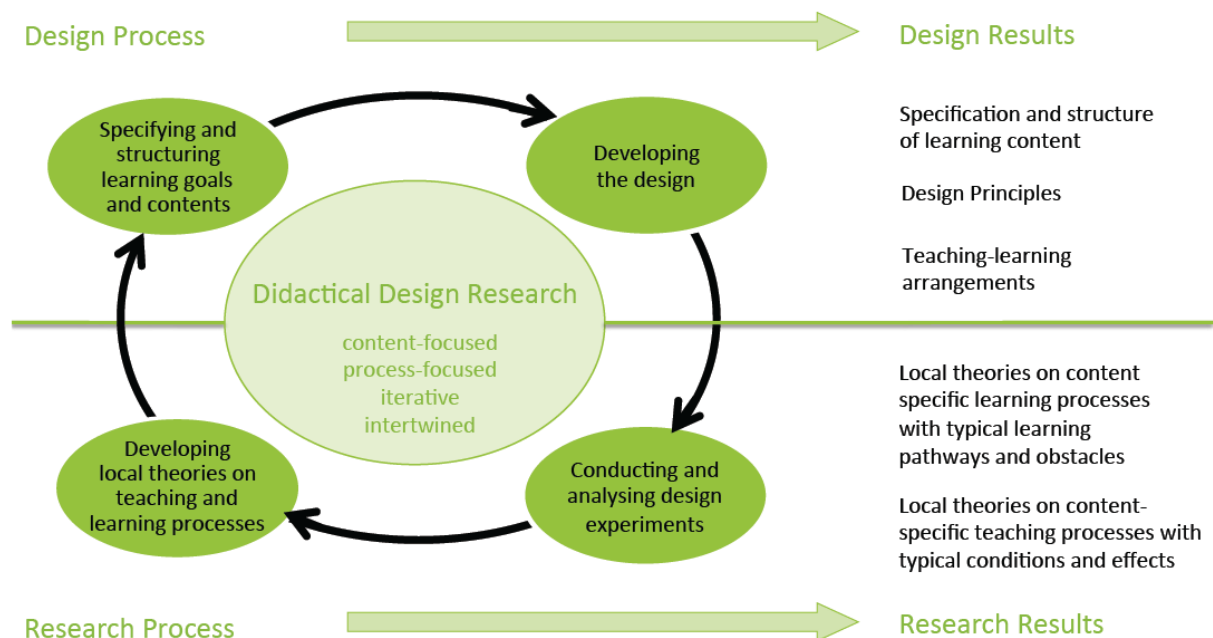 Design Process
Design Results
Specifying and
structuring
learning goals
and contents
Developing
the design
Specification and structure
of learning content
Design Principles
Teaching-learning
arrangements
Didactical Design Research
content-focused
process-focused
iterative
intertwined
Developing
local theories on
teaching and
learning processes
Conducting and
analysing design
experiments
Local theories on content
specific learning processes
with typical learning
pathways and obstacles
Local theories on content-
specific teaching processes with
typical conditions and effects
Research Process
Research Results